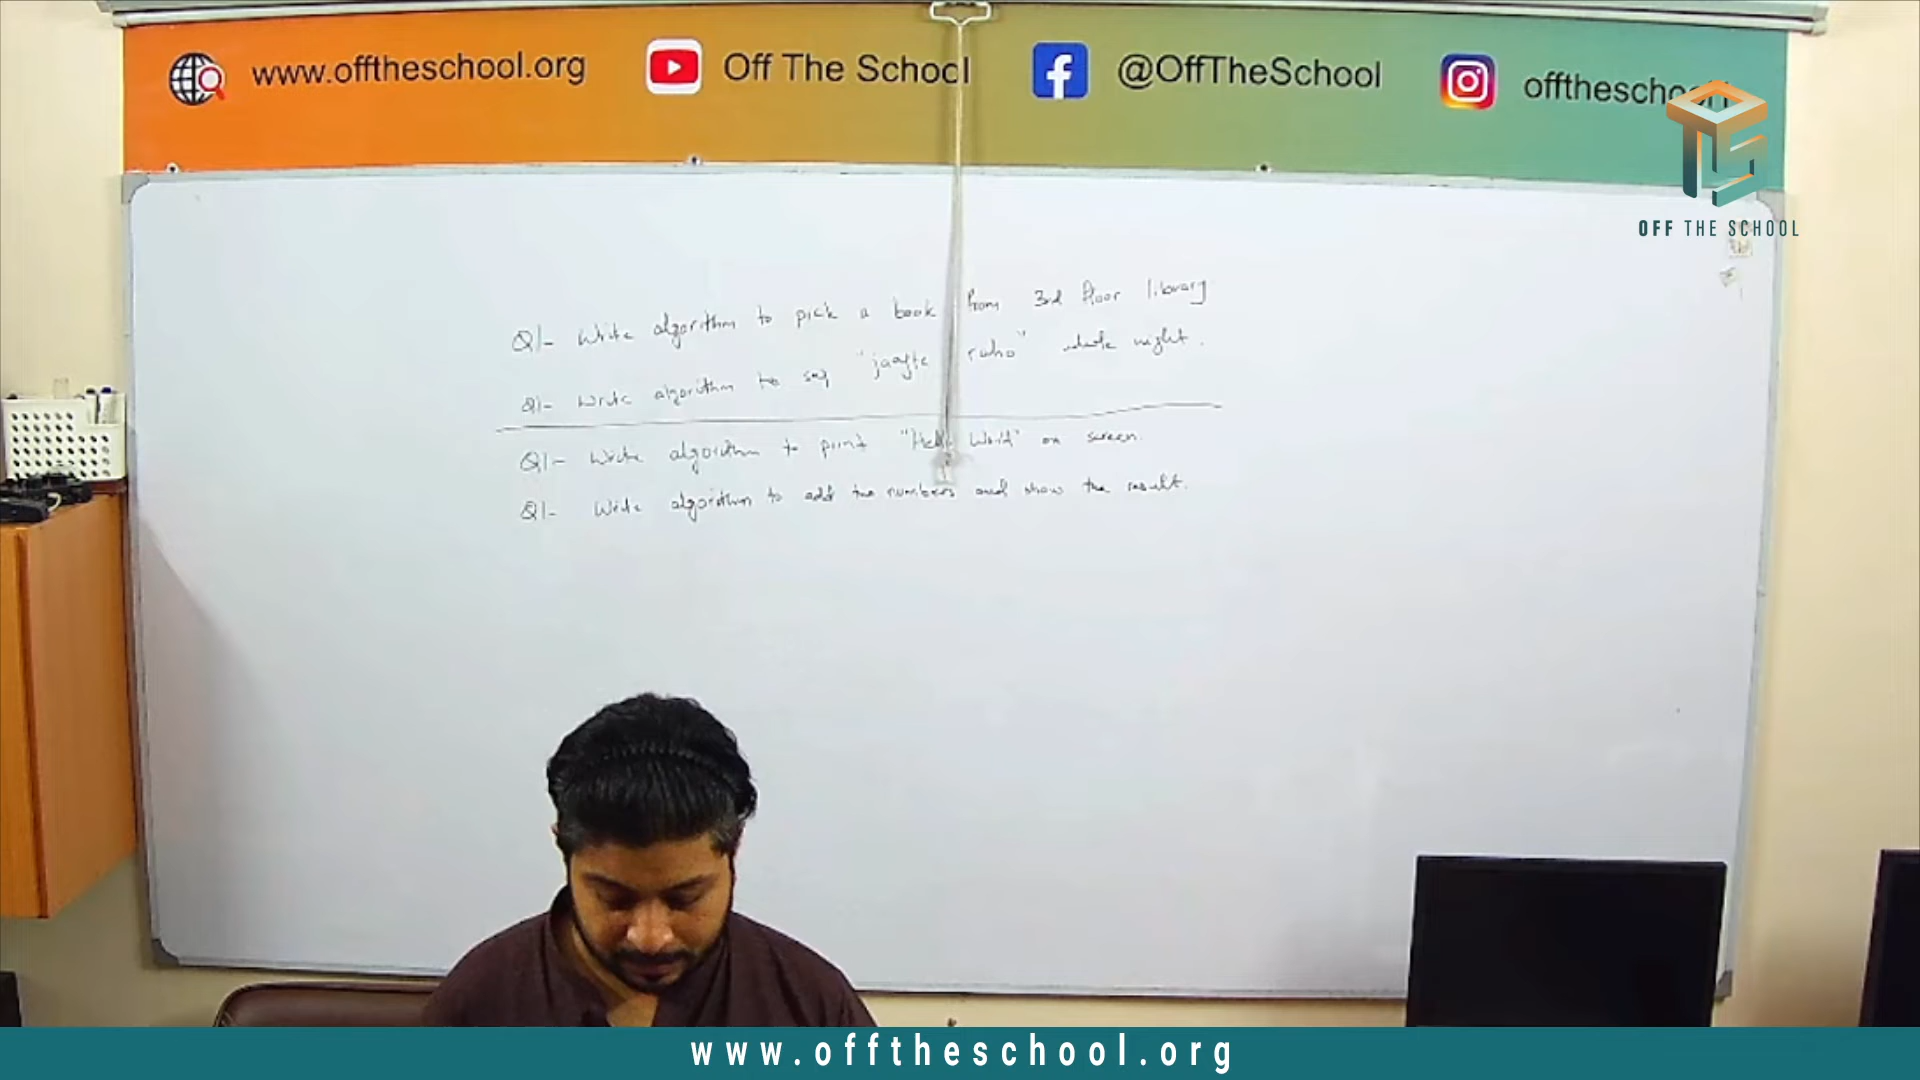 www.offtheschool.org
Off The School
@OffTheSchool
offtheschool
OFF THE SCHOOL
Q1- Write algorithm to pick a book from 3rd floor library
Q1- Write algorithm to say "jaagte raho" whole night.
Q1- Write algorithm to print "Hello World" on screen.
Q1- Write algorithm to add two numbers and show the result.
www.offtheschool.org